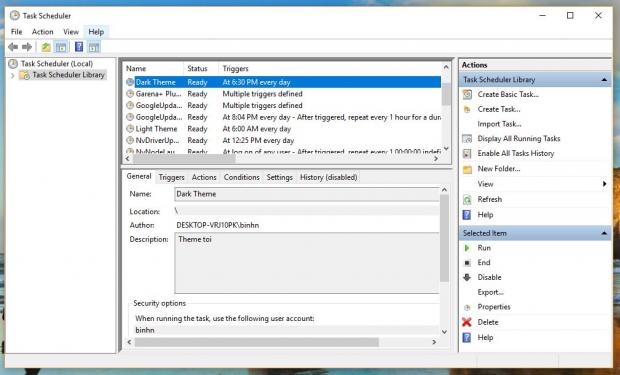 Task Scheduler
File Action View Help
Task Scheduler (Local)
Task Scheduler Library
Name Status Triggers
Dark Theme Ready At 6:30 PM every day
Garena+ Plu... Ready Multiple triggers defined
GoogleUpda... Ready Multiple triggers defined
GoogleUpda... Ready At 8:04 PM every day - After triggered, repeat every 1 hour for a dura
Light Theme Ready At 6:00 AM every day
NvDriverUp... Ready At 12:25 PM every day
NvNodeLau... Ready At log on of any user - After triggered, repeat every 1.00:00:00 indefi
General Triggers Actions Conditions Settings History (disabled)
Name: Dark Theme
Location: \
Author: DESKTOP-VRJ10PK\binhn
Description: Theme toi
Security options
When running the task, use the following user account:
binhn
Actions
Task Scheduler Library
Create Basic Task...
Create Task...
Import Task...
Display All Running Tasks
Enable All Tasks History
New Folder...
View
Refresh
Help
Selected Item
Run
End
Disable
Export...
Properties
Delete
Help